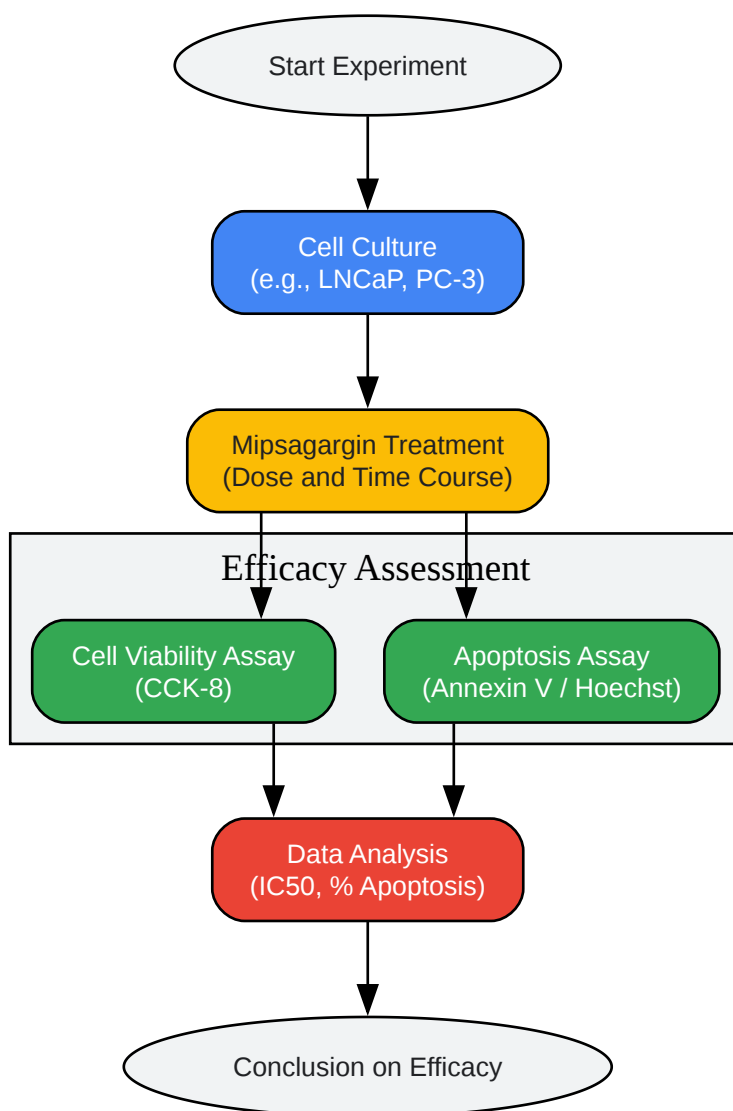 Start Experiment
Cell Culture
(e.g., LNCaP, PC-3)
Mipsagargin Treatment
(Dose and Time Course)
Efficacy Assessment
Cell Viability Assay
(CCK-8)
Apoptosis Assay
(Annexin V / Hoechst)
Data Analysis
(IC50, % Apoptosis)
Conclusion on Efficacy